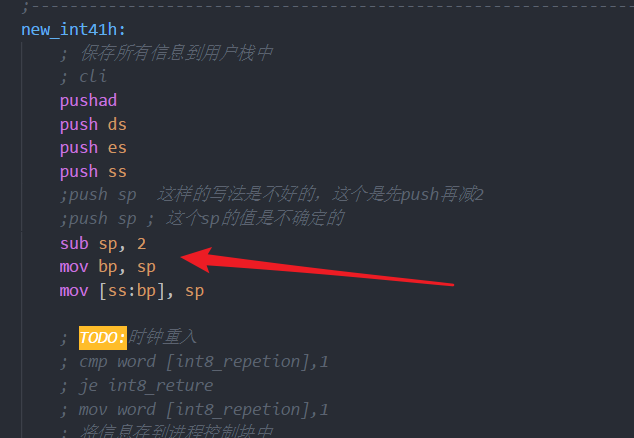 ;---------------------------------------------------------------
new_int41h:
; 保存所有信息到用户栈中
; cli
pushad
push ds
push es
push ss
;push sp 这样的写法是不好的，这个是先push再减2
;push sp ; 这个sp的值是不确定的
sub sp, 2
mov bp, sp
mov [ss:bp], sp
; TODO:时钟重入
; cmp word [int8_repetion],1
; je int8_reture
; mov word [int8_repetion],1
; 将信息存到进程控制块中